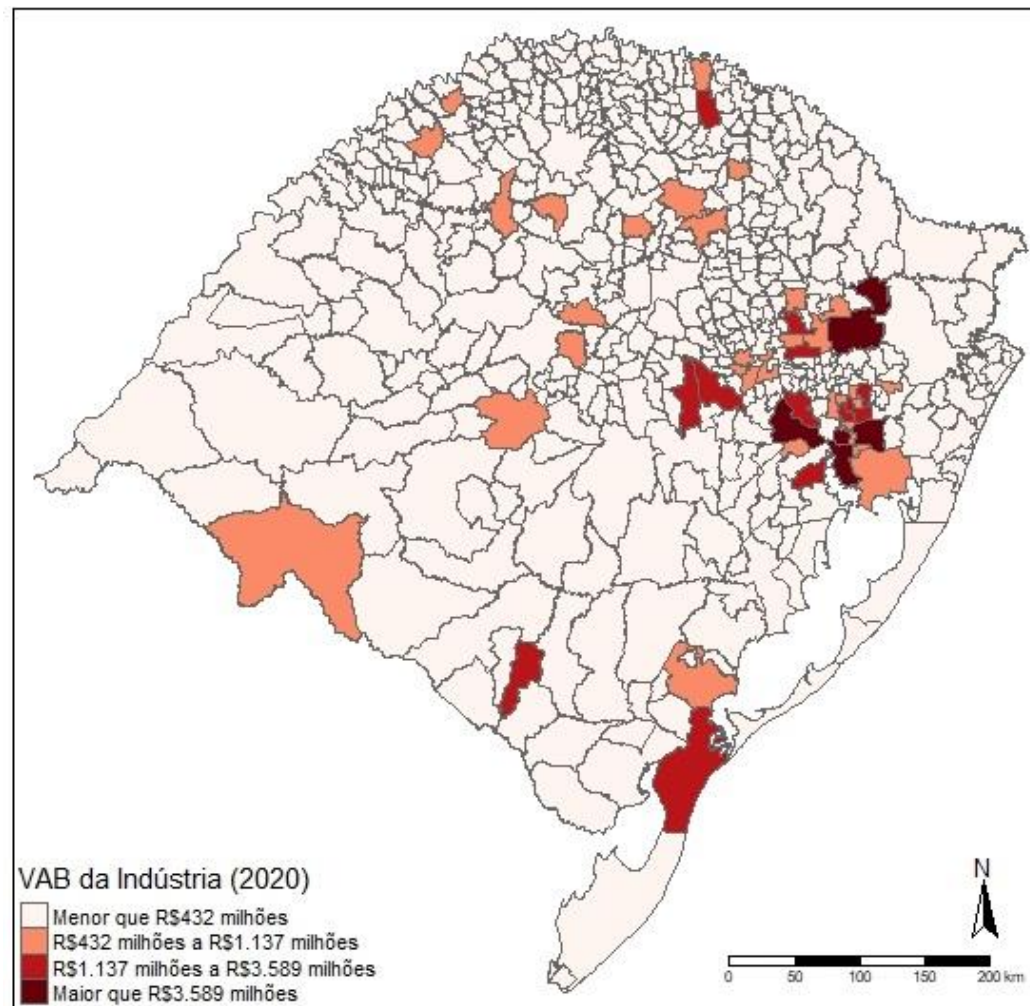 VAB da Indústria (2020)
Menor que R$432 milhões
R$432 milhões a R$1.137 milhões
R$1.137 milhões a R$3.589 milhões
Maior que R$3.589 milhões
N
0 50 100 150 200 km